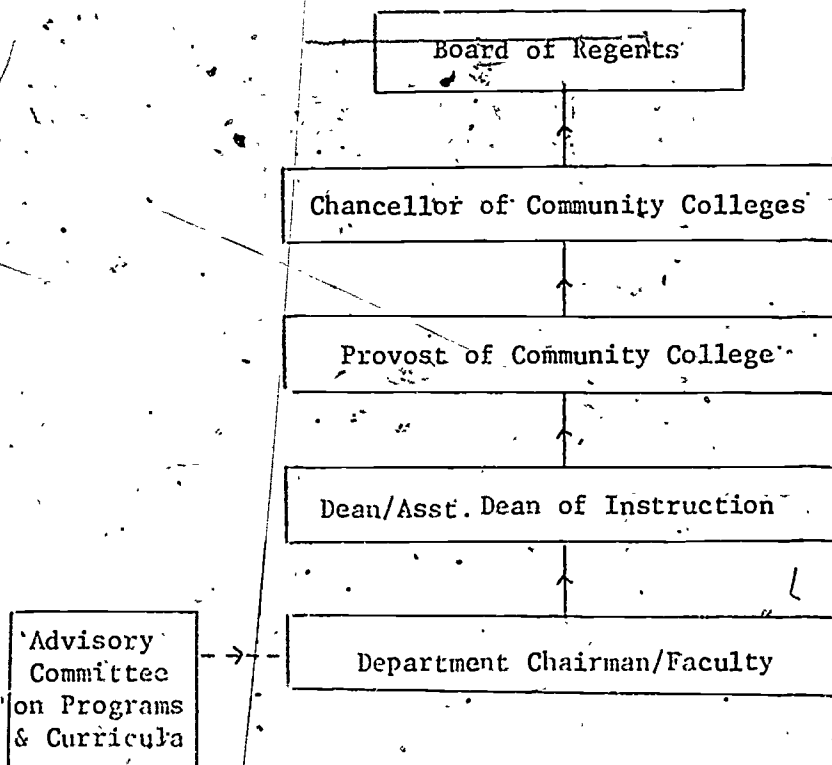 Board of Regents
Chancellor of Community Colleges
Provost of Community College
Dean/Asst. Dean of Instruction
Department Chairman/Faculty
Advisory
Committee
on Programs
& Curricula